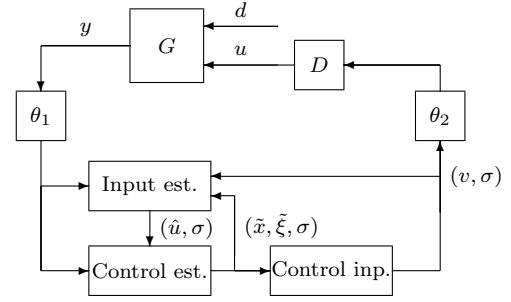 d
y
G
u
D
θ₁
θ₂
(v, σ)
Input est.
(û, σ)
(x̃, ξ̃, σ)
Control est.
Control inp.